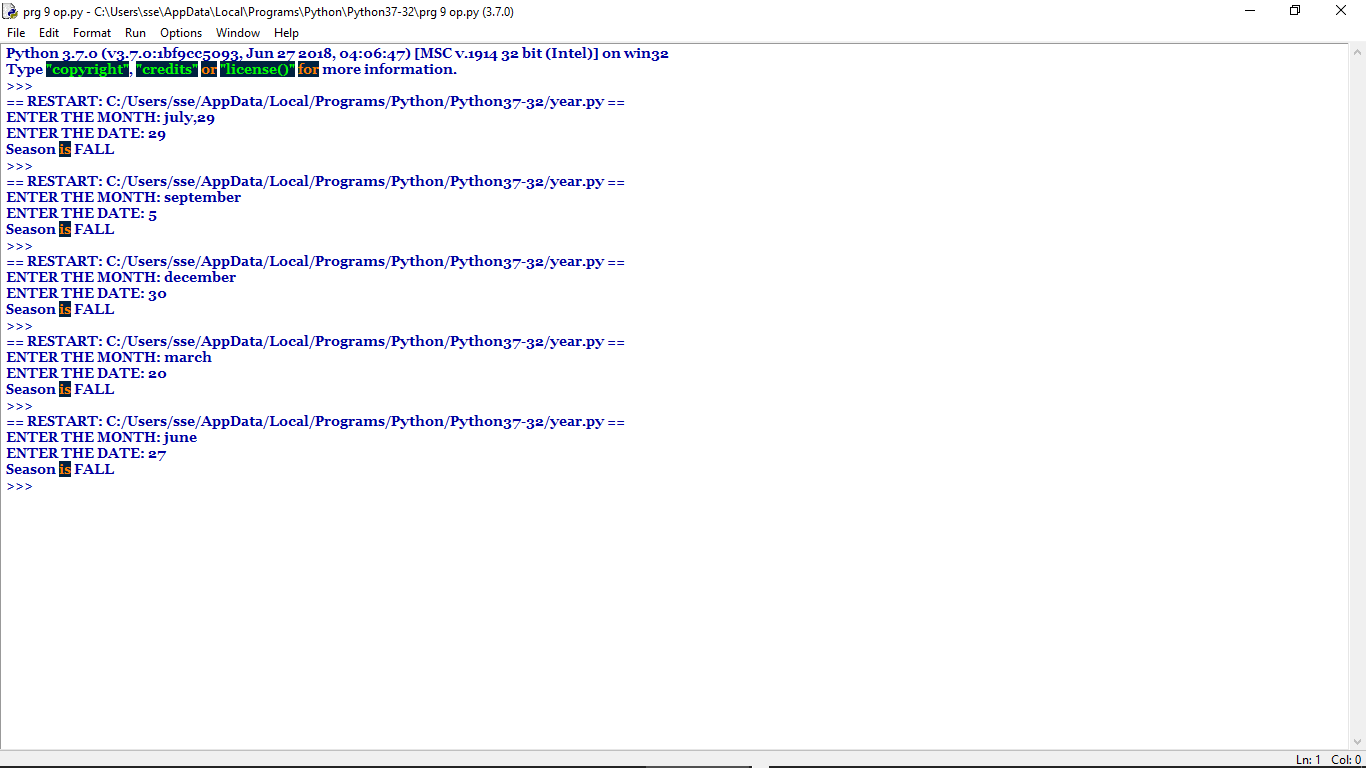 prg 9 op.py - C:\Users\sse\AppData\Local\Programs\Python\Python37-32\prg 9 op.py (3.7.0)
File Edit Format Run Options Window Help
Python 3.7.0 (v3.7.0:1bf9cc5093, Jun 27 2018, 04:06:47) [MSC v.1914 32 bit (Intel)] on win32
Type "copyright", "credits" or "license()" for more information.
>>>
== RESTART: C:/Users/sse/AppData/Local/Programs/Python/Python37-32/year.py ==
ENTER THE MONTH: july,29
ENTER THE DATE: 29
Season is FALL
>>>
== RESTART: C:/Users/sse/AppData/Local/Programs/Python/Python37-32/year.py ==
ENTER THE MONTH: september
ENTER THE DATE: 5
Season is FALL
>>>
== RESTART: C:/Users/sse/AppData/Local/Programs/Python/Python37-32/year.py ==
ENTER THE MONTH: december
ENTER THE DATE: 30
Season is FALL
>>>
== RESTART: C:/Users/sse/AppData/Local/Programs/Python/Python37-32/year.py ==
ENTER THE MONTH: march
ENTER THE DATE: 20
Season is FALL
>>>
== RESTART: C:/Users/sse/AppData/Local/Programs/Python/Python37-32/year.py ==
ENTER THE MONTH: june
ENTER THE DATE: 27
Season is FALL
>>>
Ln: 1 Col: 0